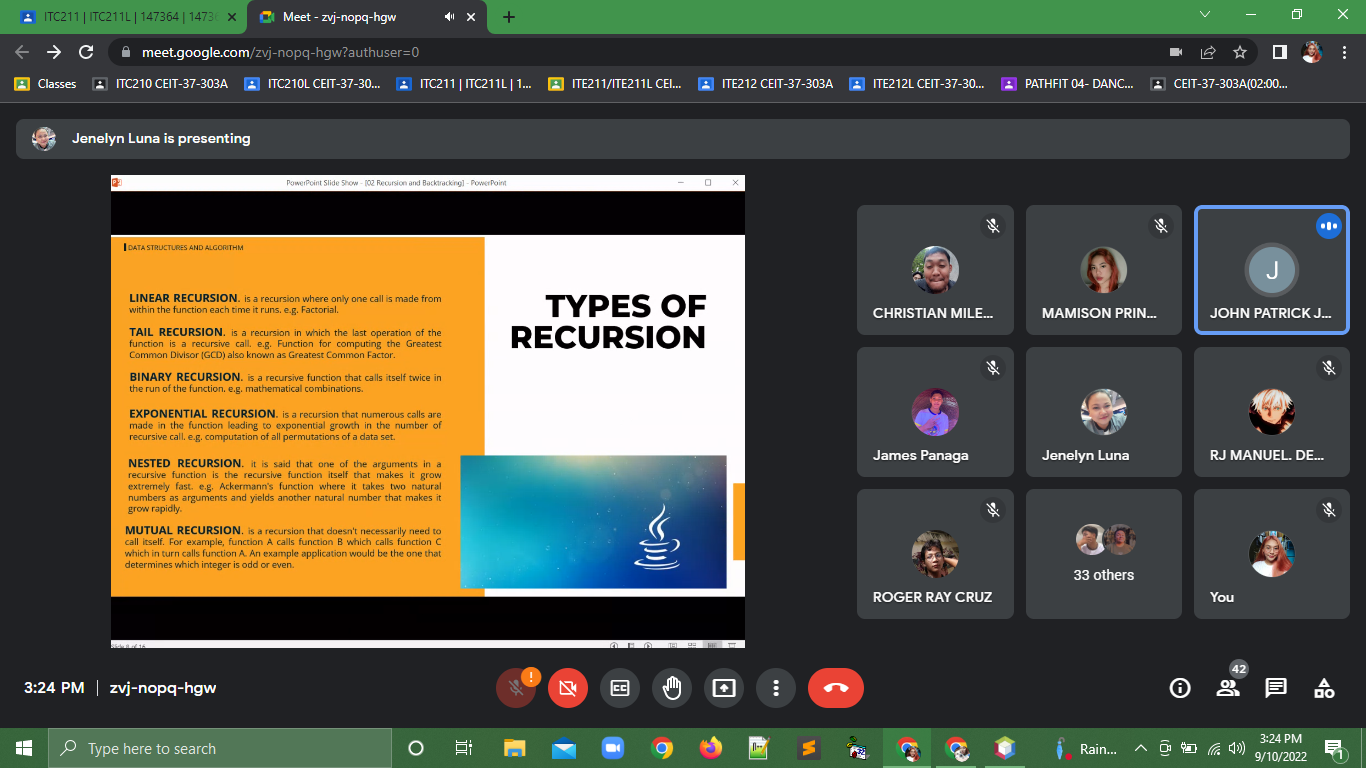 ITC211 | ITC211L | 147364 | 1473
Meet - zvj-nopq-hgw
meet.google.com/zvj-nopq-hgw?authuser=0
Classes
ITC210 CEIT-37-303A
ITC210L CEIT-37-30...
ITC211 | ITC211L | 1...
ITE211/ITE211L CEI...
ITE212 CEIT-37-303A
ITE212L CEIT-37-30...
PATHFIT 04- DANC...
CEIT-37-303A(02:00...
Jenelyn Luna is presenting
PowerPoint Slide Show - [02 Recursion and Backtracking] - PowerPoint
DATA STRUCTURES AND ALGORITHM
LINEAR RECURSION. is a recursion where only one call is made from
within the function each time it runs. e.g. Factorial.
TAIL RECURSION. is a recursion in which the last operation of the
function is a recursive call. e.g. Function for computing the Greatest
Common Divisor (GCD) also known as Greatest Common Factor.
BINARY RECURSION. is a recursive function that calls itself twice in
the run of the function. e.g. mathematical combinations.
EXPONENTIAL RECURSION. is a recursion that numerous calls are
made in the function leading to exponential growth in the number of
recursive call. e.g. computation of all permutations of a data set.
NESTED RECURSION. it is said that one of the arguments in a
recursive function is the recursive function itself that makes it grow
extremely fast. e.g. Ackermann's function where it takes two natural
numbers as arguments and yields another natural number that makes it
grow rapidly.
MUTUAL RECURSION. is a recursion that doesn't necessarily need to
call itself. For example, function A calls function B which calls function C
which in turn calls function A. An example application would be the one that
determines which integer is odd or even.
TYPES OF
RECURSION
Slide 8 of 16
CHRISTIAN MILE...
MAMISON PRIN...
J
JOHN PATRICK J...
James Panaga
Jenelyn Luna
RJ MANUEL. DE...
ROGER RAY CRUZ
33 others
You
3:24 PM | zvj-nopq-hgw
!
CC
42
Type here to search
Rain...
3:24 PM
9/10/2022
1